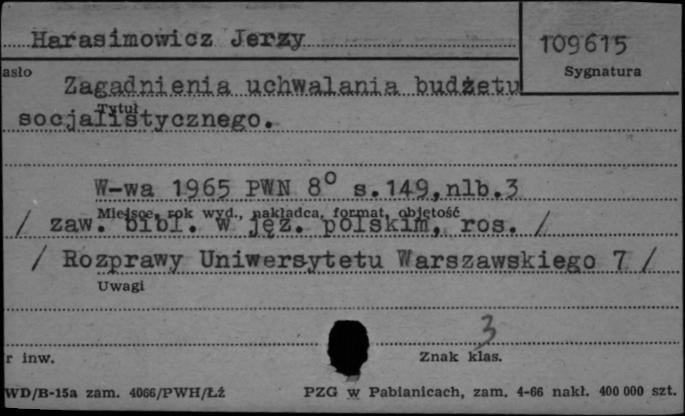 Harasimowicz Jerzy
109615
asło
Sygnatura
Zagadnienia uchwalania budżetu
Tytuł
socjalistycznego.
W-wa 1965 PWN 8° s.149,nlb.3
Miejsce, rok wyd., nakładca, format, objętość
/ zaw. bibl. w jęz. polskim, ros. /
/ Rozprawy Uniwersytetu Warszawskiego 7 /
Uwagi
3
r inw.
Znak klas.
WD/B-15a zam. 4066/PWH/Łź
PZG w Pabianicach, zam. 4-66 nakł. 400 000 szt.